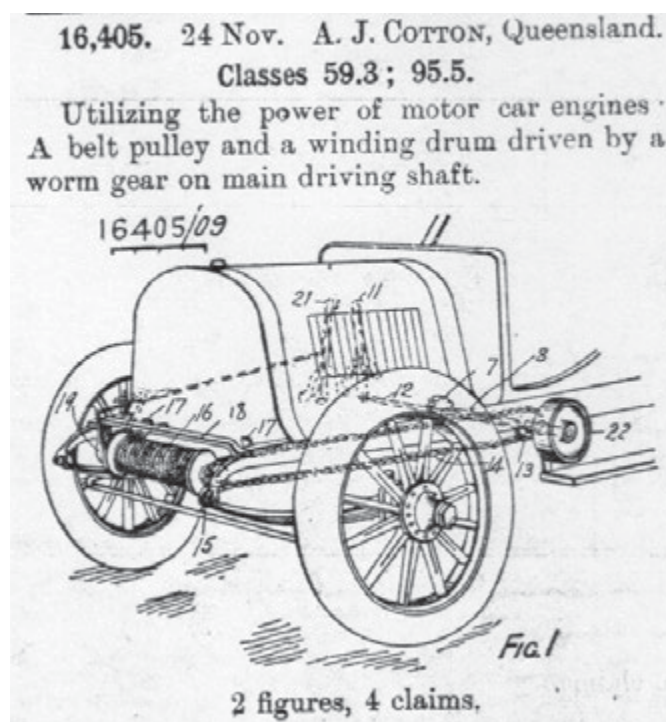 16,405. 24 Nov. A. J. COTTON, Queensland.
Classes 59.3; 95.5.
Utilizing the power of motor car engines
A belt pulley and a winding drum driven by a
worm gear on main driving shaft.
16405/09
21 11
7 8
12
19 17 16 18 17
22
14 13
15
FIG.1
2 figures, 4 claims.